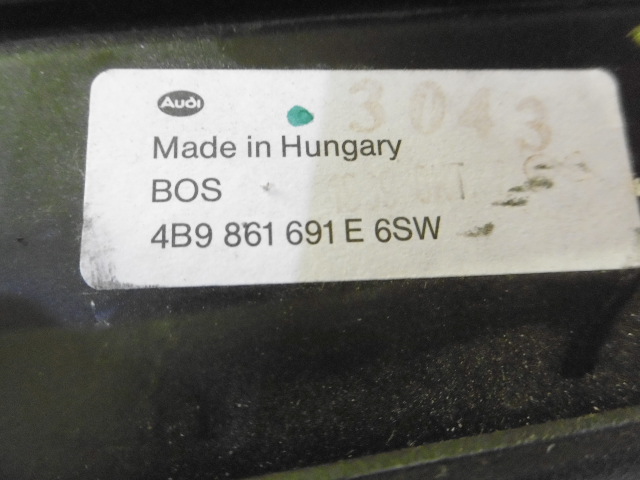 Audi
3043
Made in Hungary
BOS
4B9 861 691 E 6SW